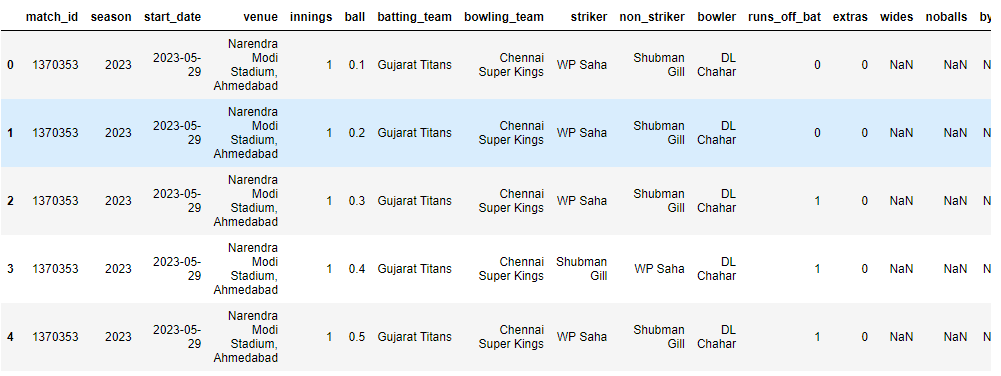 match_id season start_date venue innings ball batting_team bowling_team striker non_striker bowler runs_off_bat extras wides noballs by
0 1370353 2023 2023-05-29 Narendra Modi Stadium, Ahmedabad 1 0.1 Gujarat Titans Chennai Super Kings WP Saha Shubman Gill DL Chahar 0 0 NaN NaN N
1 1370353 2023 2023-05-29 Narendra Modi Stadium, Ahmedabad 1 0.2 Gujarat Titans Chennai Super Kings WP Saha Shubman Gill DL Chahar 0 0 NaN NaN N
2 1370353 2023 2023-05-29 Narendra Modi Stadium, Ahmedabad 1 0.3 Gujarat Titans Chennai Super Kings WP Saha Shubman Gill DL Chahar 1 0 NaN NaN N
3 1370353 2023 2023-05-29 Narendra Modi Stadium, Ahmedabad 1 0.4 Gujarat Titans Chennai Super Kings Shubman Gill WP Saha DL Chahar 1 0 NaN NaN N
4 1370353 2023 2023-05-29 Narendra Modi Stadium, Ahmedabad 1 0.5 Gujarat Titans Chennai Super Kings WP Saha Shubman Gill DL Chahar 1 0 NaN NaN N